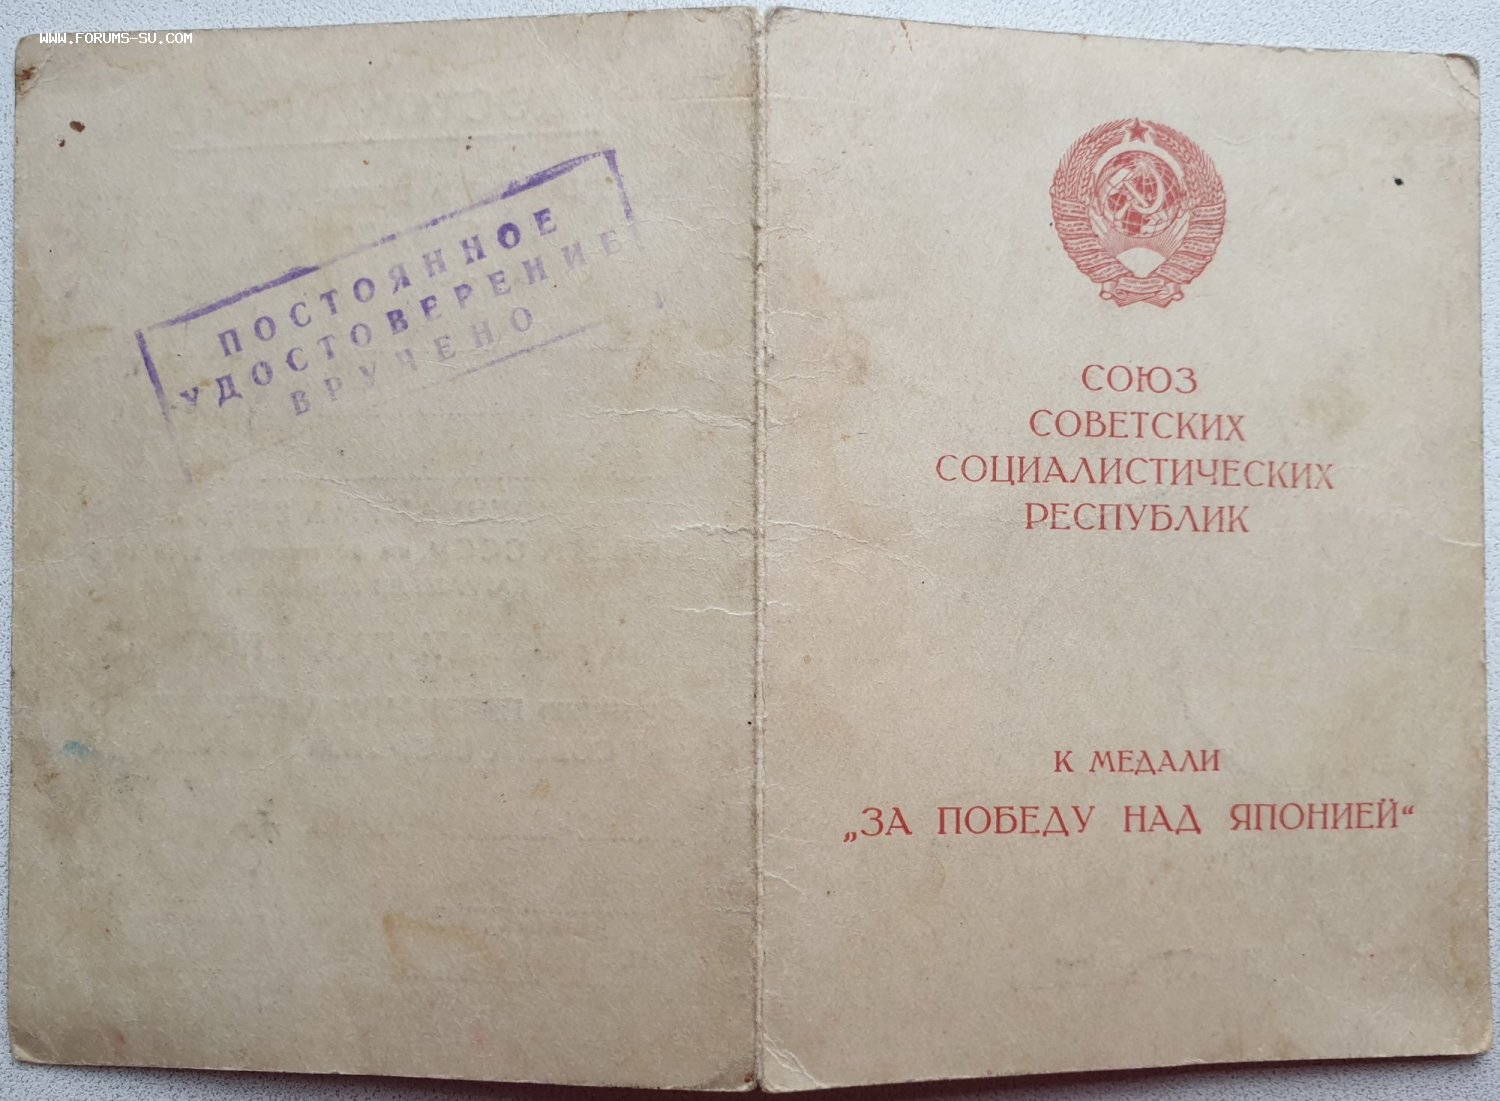 WWW.FORUMS-SU.COM
ПОСТОЯННОЕ
УДОСТОВЕРЕНИЕ
ВРУЧЕНО
СОЮЗ
СОВЕТСКИХ
СОЦИАЛИСТИЧЕСКИХ
РЕСПУБЛИК
К МЕДАЛИ
„ЗА ПОБЕДУ НАД ЯПОНИЕЙ“